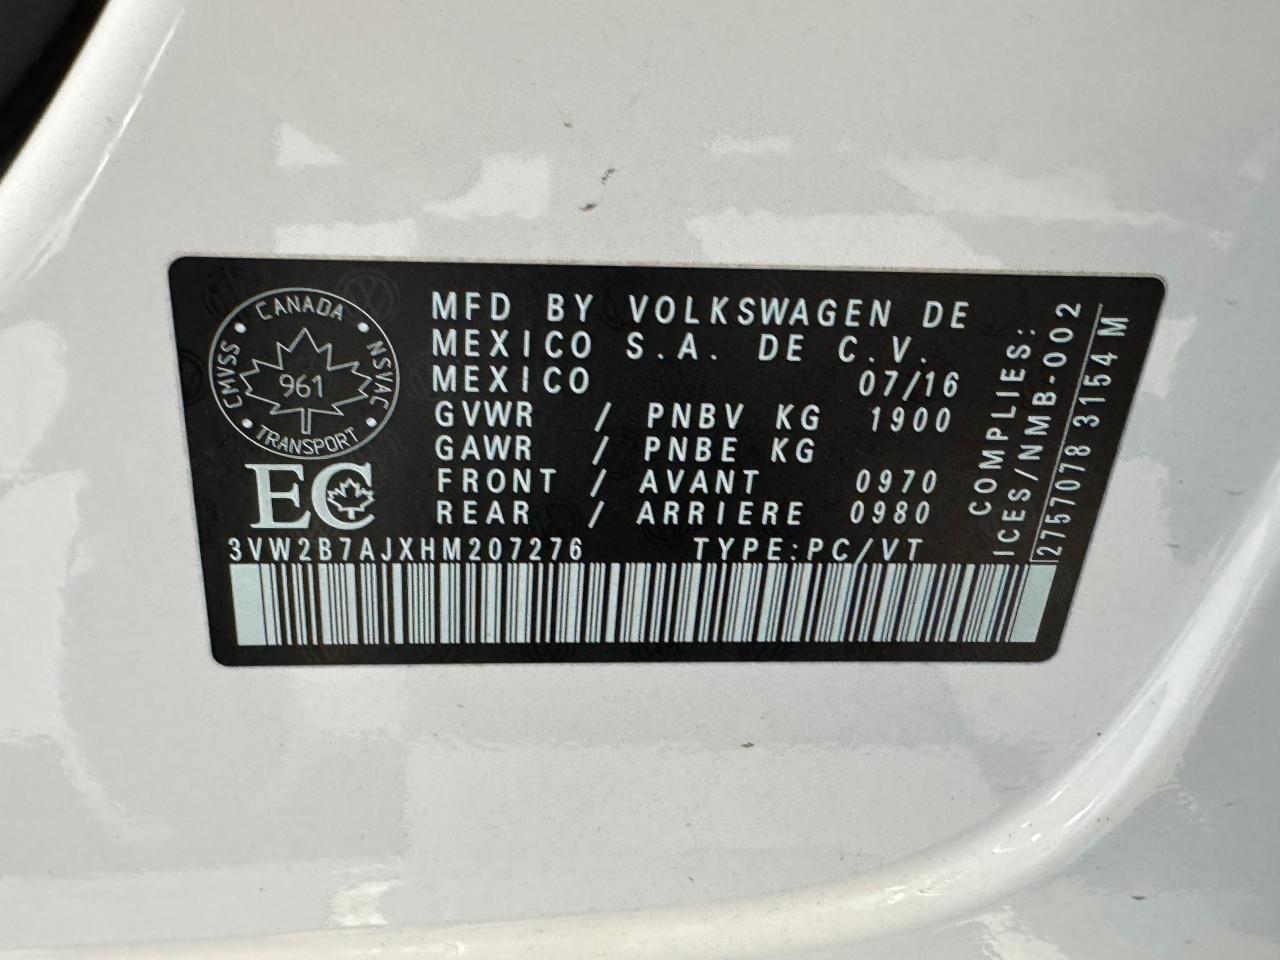 CANADA
CMVSS
NSVAC
961
TRANSPORT
EC
MFD BY VOLKSWAGEN DE
MEXICO S.A. DE C.V.
MEXICO 07/16
GVWR / PNBV KG 1900
GAWR / PNBE KG
FRONT / AVANT 0970
REAR / ARRIERE 0980
3VW2B7AJXHM207276 TYPE:PC/VT
COMPLIES:
ICES/NMB-002
2757078 3154 M